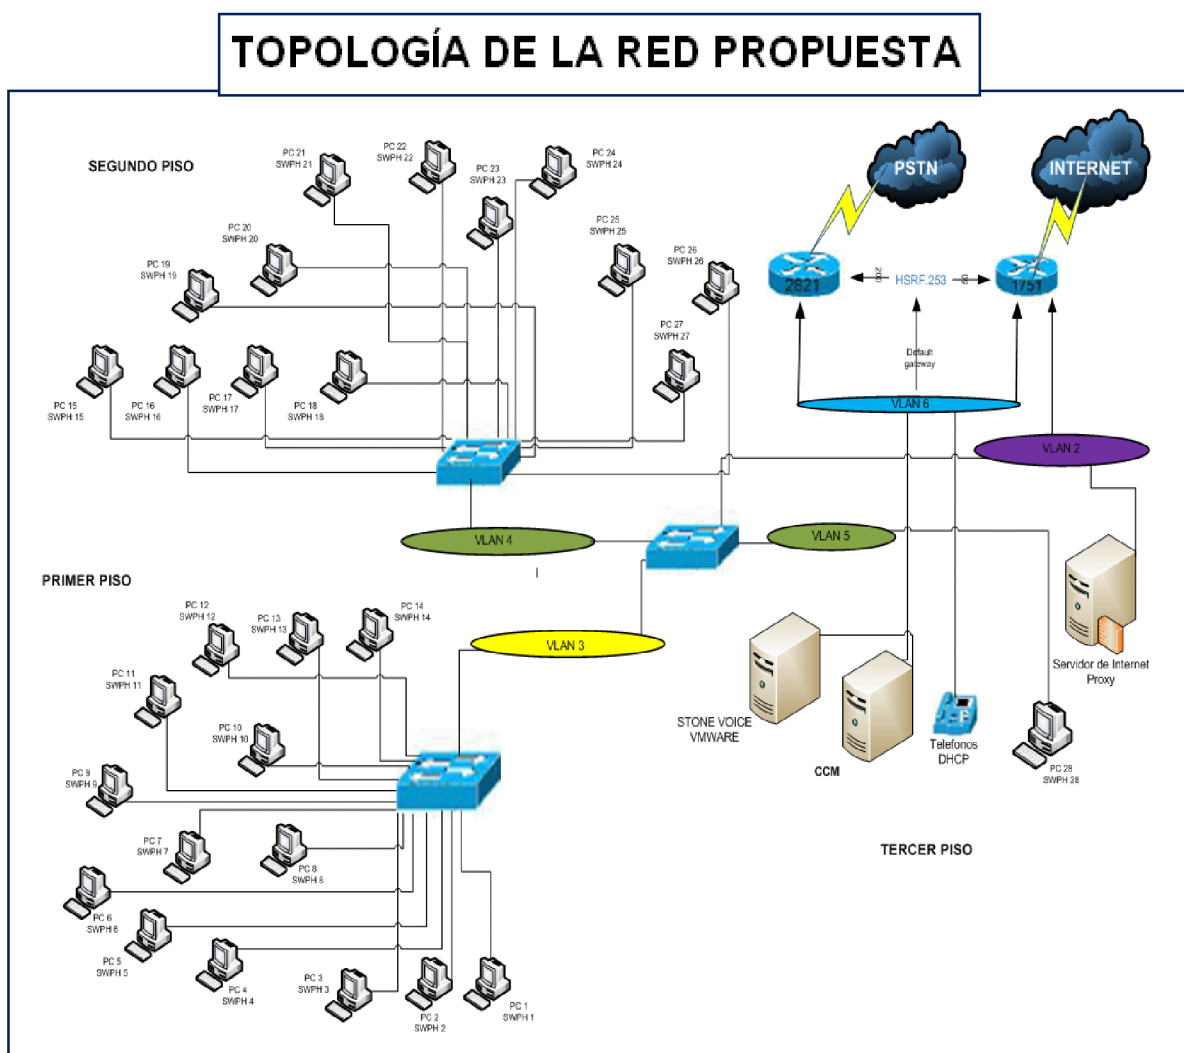 TOPOLOGÍA DE LA RED PROPUESTA
SEGUNDO PISO
PC 21
SWPH 21
PC 22
SWPH 22
PC 23
SWPH 23
PC 24
SWPH 24
PC 20
SWPH 20
PC 25
SWPH 25
PC 19
SWPH 19
PC 26
SWPH 26
PC 27
SWPH 27
PC 15
SWPH 15
PC 16
SWPH 16
PC 17
SWPH 17
PC 18
SWPH 18
PSTN
INTERNET
2821
HSRF.253
1751
Default
gateway
VLAN 6
VLAN 2
VLAN 4
VLAN 5
PRIMER PISO
PC 12
SWPH 12
PC 13
SWPH 13
PC 14
SWPH 14
VLAN 3
PC 11
SWPH 11
PC 10
SWPH 10
PC 9
SWPH 9
PC 7
SWPH 7
PC 8
SWPH 8
PC 6
SWPH 6
PC 5
SWPH 5
PC 4
SWPH 4
PC 3
SWPH 3
PC 2
SWPH 2
PC 1
SWPH 1
Servidor de Internet
Proxy
STONE VOICE
VMWARE
CCM
Telefonos
DHCP
PC 28
SWPH 28
TERCER PISO